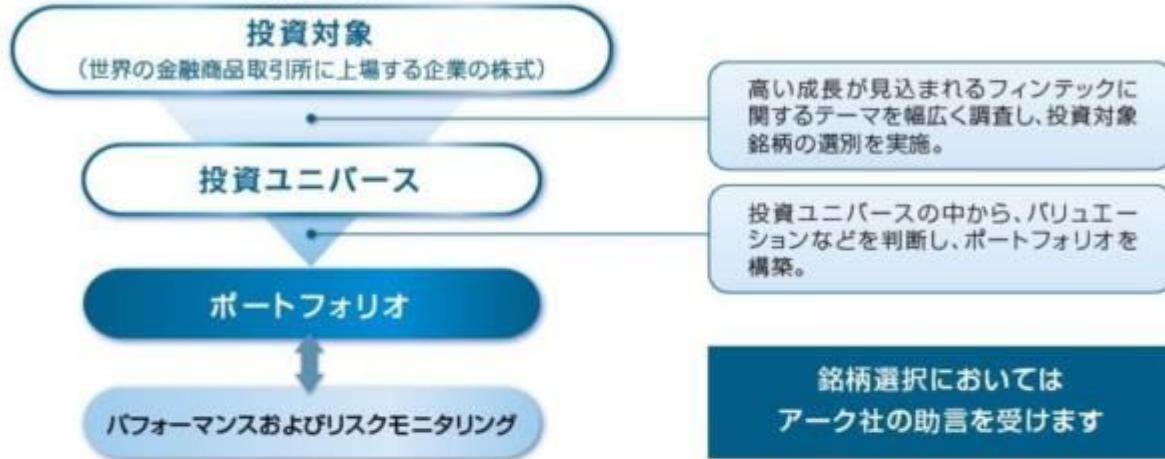 投資対象
(世界の金融商品取引所に上場する企業の株式)
高い成長が見込まれるフィンテックに
関するテーマを幅広く調査し、投資対象
銘柄の選別を実施。
投資ユニバース
投資ユニバースの中から、バリュエー
ションなどを判断し、ポートフォリオを
構築。
ポートフォリオ
パフォーマンスおよびリスクモニタリング
銘柄選択においては
アーク社の助言を受けます